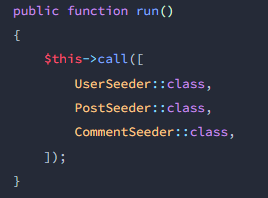 public function run()
{
    $this->call([
        UserSeeder::class,
        PostSeeder::class,
        CommentSeeder::class,
    ]);
}